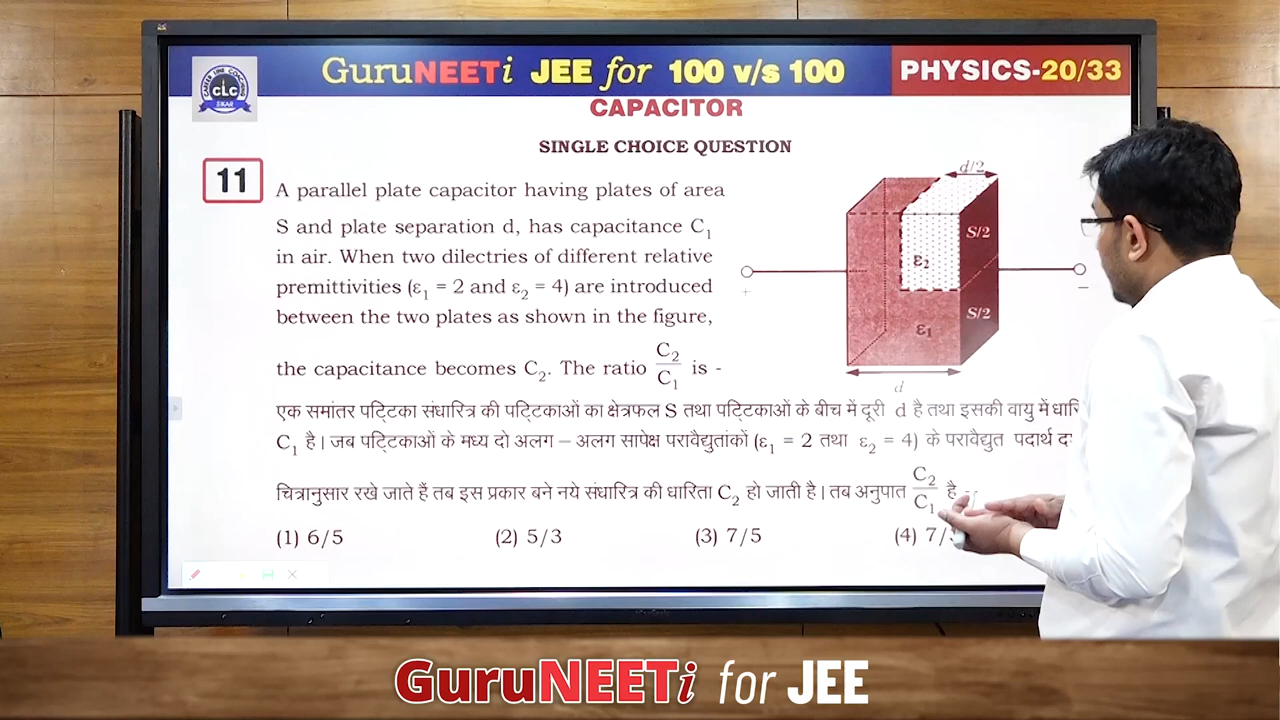 GuruNEETi JEE for 100 v/s 100
PHYSICS-20/33
CAREER LINE COACHING
CLC
SIKAR
CAPACITOR
SINGLE CHOICE QUESTION
11
A parallel plate capacitor having plates of area
S and plate separation d, has capacitance C₁
in air. When two dilectries of different relative
premittivities (ε₁ = 2 and ε₂ = 4) are introduced
between the two plates as shown in the figure,
the capacitance becomes C₂. The ratio C₂/C₁ is -
d/2
S/2
ε₂
+
−
S/2
ε₁
d
एक समांतर पट्टिका संधारित्र की पट्टिकाओं का क्षेत्रफल S तथा पट्टिकाओं के बीच में दूरी d है तथा इसकी वायु में
C₁ है। जब पट्टिकाओं के मध्य दो अलग – अलग सापेक्ष परावैद्युतांकों (ε₁ = 2 तथा ε₂ = 4) के परावैद्युत पदार्थ
चित्रानुसार रखे जाते हैं तब इस प्रकार बने नये संधारित्र की धारिता C₂ हो जाती है। तब अनुपात C₂/C₁ है -
(1) 6/5 (2) 5/3 (3) 7/5 (4) 7/
GuruNEETi for JEE